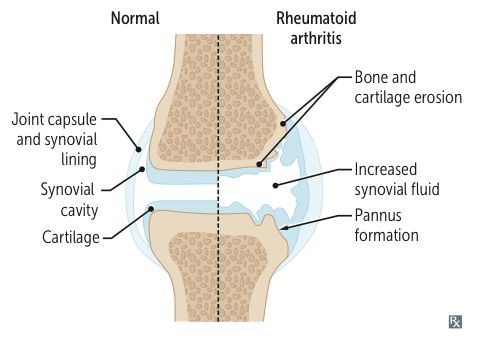 Normal
Rheumatoid
arthritis
Bone and
cartilage erosion
Joint capsule
and synovial
lining
Synovial
cavity
Cartilage
Increased
synovial fluid
Pannus
formation
Rx